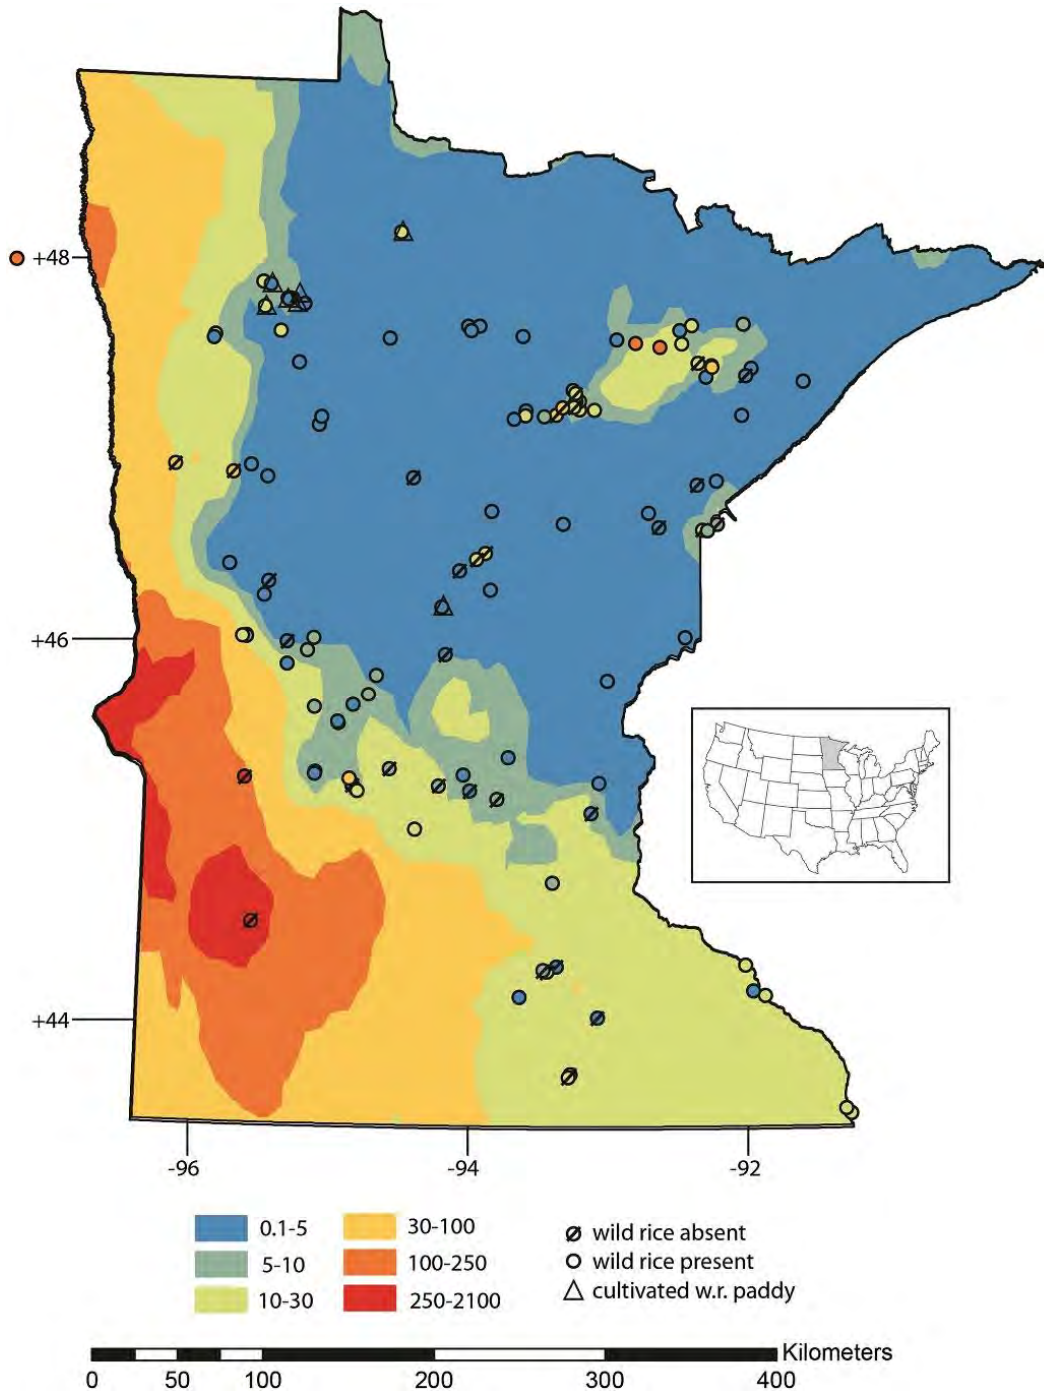 +48
+46
+44
-96 -94 -92
0.1-5 30-100 wild rice absent
5-10 100-250 wild rice present
10-30 250-2100 cultivated w.r. paddy
Kilometers
0 50 100 200 300 400